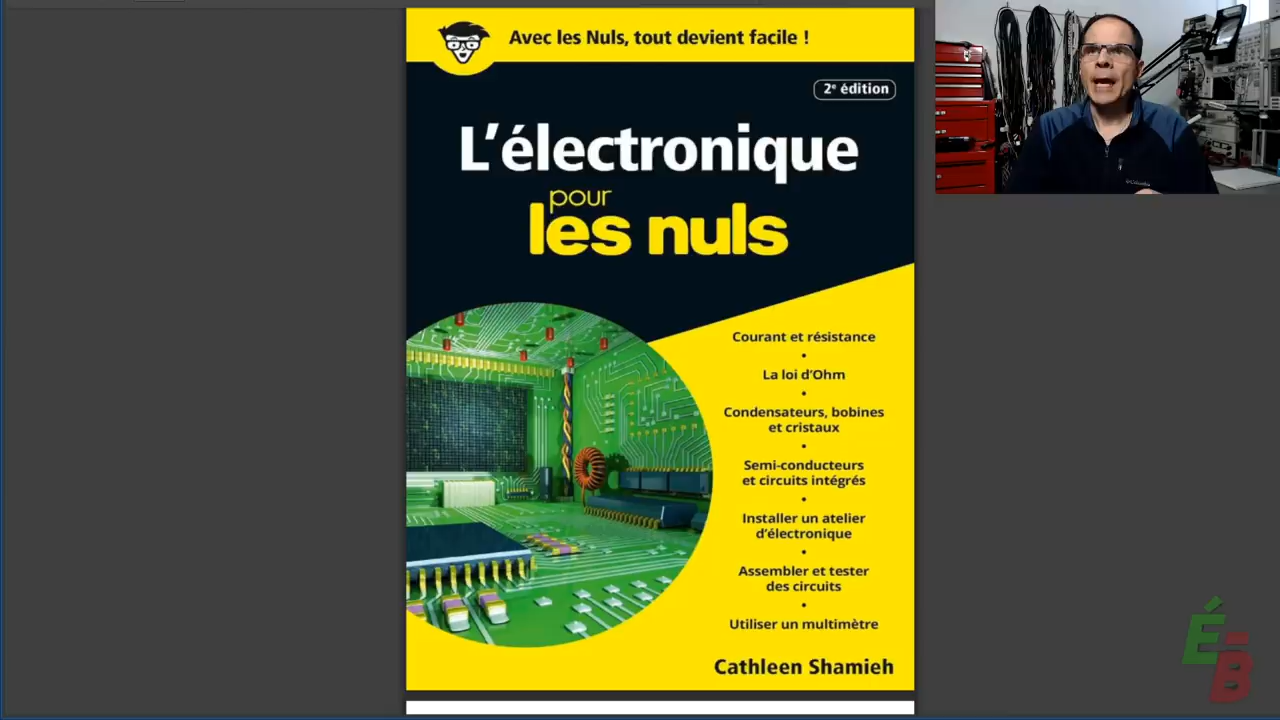 Avec les Nuls, tout devient facile !
2e édition
L'électronique
pour
les nuls
Courant et résistance
•
La loi d'Ohm
•
Condensateurs, bobines
et cristaux
•
Semi-conducteurs
et circuits intégrés
•
Installer un atelier
d'électronique
•
Assembler et tester
des circuits
•
Utiliser un multimètre
Cathleen Shamieh
É-B